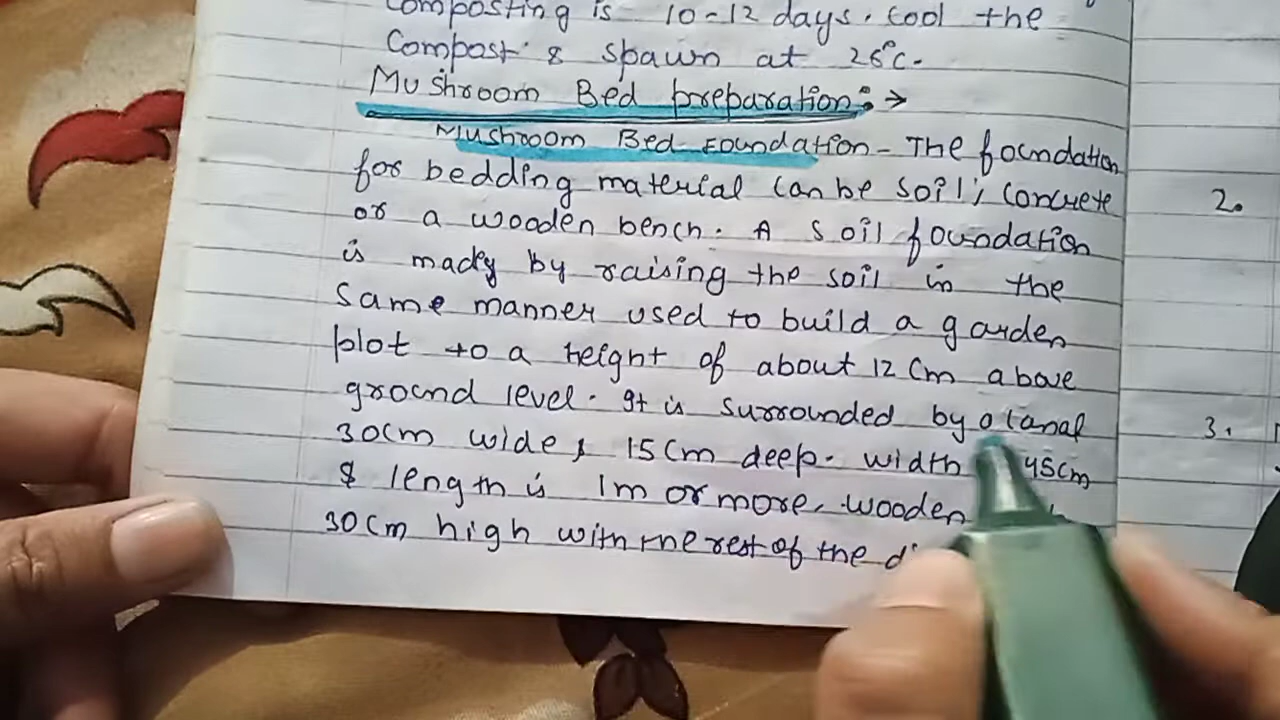 Composting is 10-12 days. Cool the
Compost & spawn at 26°C.
Mushroom Bed preparation:→
Mushroom Bed Foundation - The foundation
for bedding material can be soil, concrete
or a wooden bench. A soil foundation
is made by raising the soil in the
same manner used to build a garden
plot to a height of about 12 Cm above
ground level. It is surrounded by a canal
30cm wide & 15 Cm deep. width 45cm
& length is 1m or more. wooden
30 Cm high with the rest of the
2.
3.